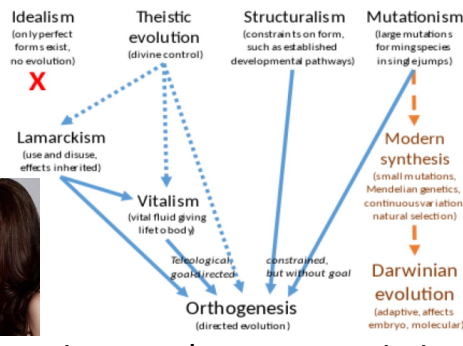 Idealism
(only perfect
forms exist,
no evolution)
X
Theistic
evolution
(divine control)
Structuralism
(constraints on form,
such as established
developmental pathways)
Mutationism
(large mutations
forming species
in single jumps)
Lamarckism
(use and disuse,
effects inherited)
Vitalism
(vital fluid giving
life to body)
Modern
synthesis
(small mutations,
Mendelian genetics,
continuous variation,
natural selection)
Teleological,
goal-directed
constrained,
but without goal
Orthogenesis
(directed evolution)
Darwinian
evolution
(adaptive, affects
embryo, molecular)